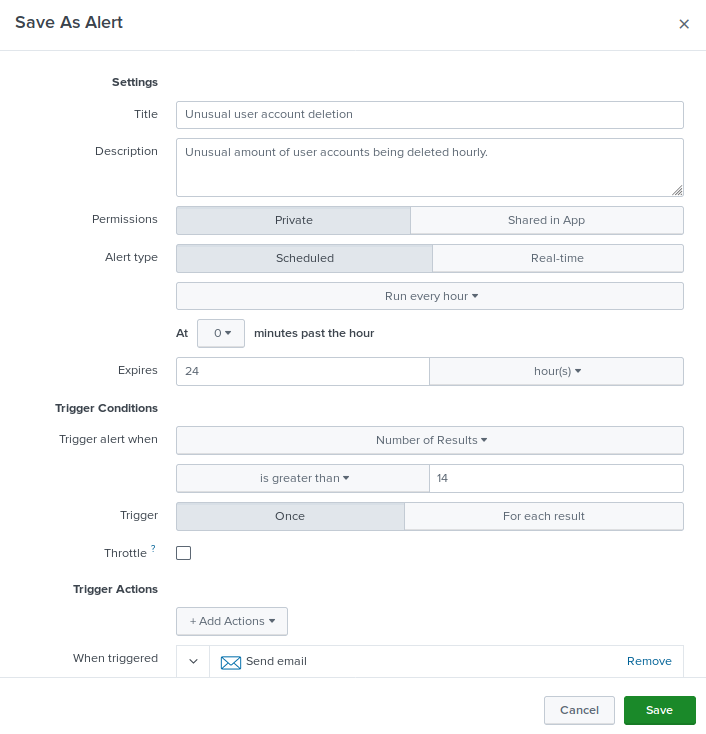 Save As Alert
Settings
Title Unusual user account deletion
Description Unusual amount of user accounts being deleted hourly.
Permissions Private Shared in App
Alert type Scheduled Real-time
Run every hour
At 0 minutes past the hour
Expires 24 hour(s)
Trigger Conditions
Trigger alert when Number of Results
is greater than 14
Trigger Once For each result
Throttle ?
Trigger Actions
+ Add Actions
When triggered Send email Remove
Cancel Save